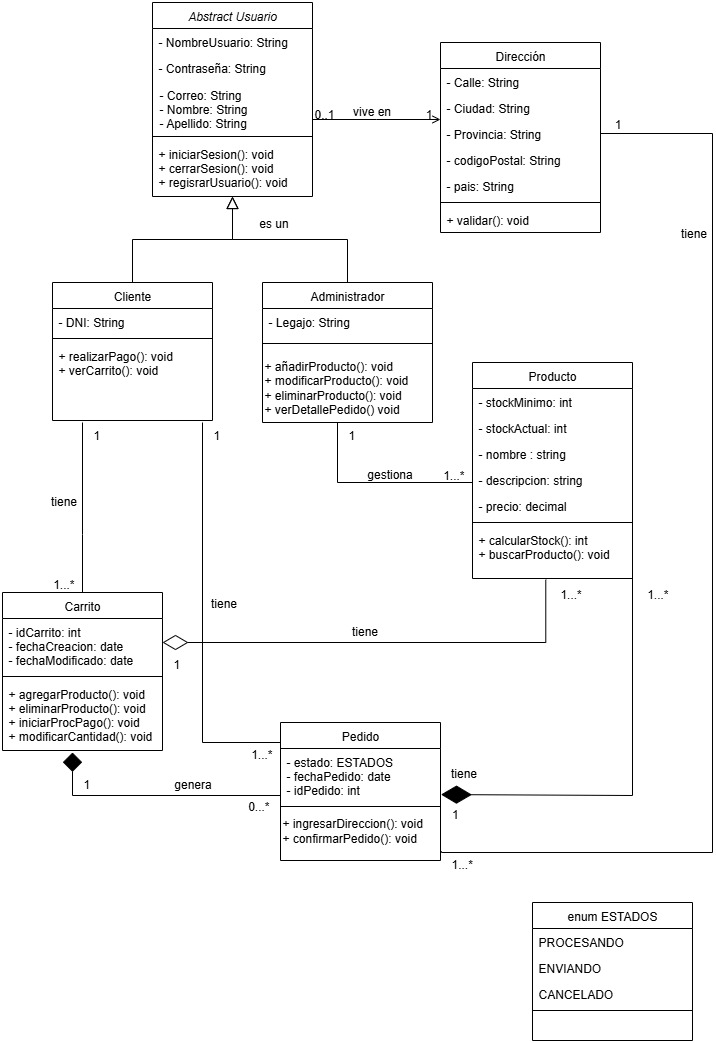 Abstract Usuario
- NombreUsuario: String
- Contraseña: String
- Correo: String
- Nombre: String
- Apellido: String
+ iniciarSesion(): void
+ cerrarSesion(): void
+ regisrarUsuario(): void
0..1
vive en
1
Dirección
- Calle: String
- Ciudad: String
- Provincia: String
- codigoPostal: String
- pais: String
+ validar(): void
1
tiene
es un
Cliente
- DNI: String
+ realizarPago(): void
+ verCarrito(): void
Administrador
- Legajo: String
+ añadirProducto(): void
+ modificarProducto(): void
+ eliminarProducto(): void
+ verDetallePedido() void
Producto
- stockMinimo: int
- stockActual: int
- nombre : string
- descripcion: string
- precio: decimal
+ calcularStock(): int
+ buscarProducto(): void
1
1
1
gestiona
1...*
tiene
1...*
1...*
1...*
Carrito
- idCarrito: int
- fechaCreacion: date
- fechaModificado: date
+ agregarProducto(): void
+ eliminarProducto(): void
+ iniciarProcPago(): void
+ modificarCantidad(): void
tiene
tiene
1
Pedido
- estado: ESTADOS
- fechaPedido: date
- idPedido: int
+ ingresarDireccion(): void
+ confirmarPedido(): void
1...*
1
genera
0...*
tiene
1
1...*
enum ESTADOS
PROCESANDO
ENVIANDO
CANCELADO